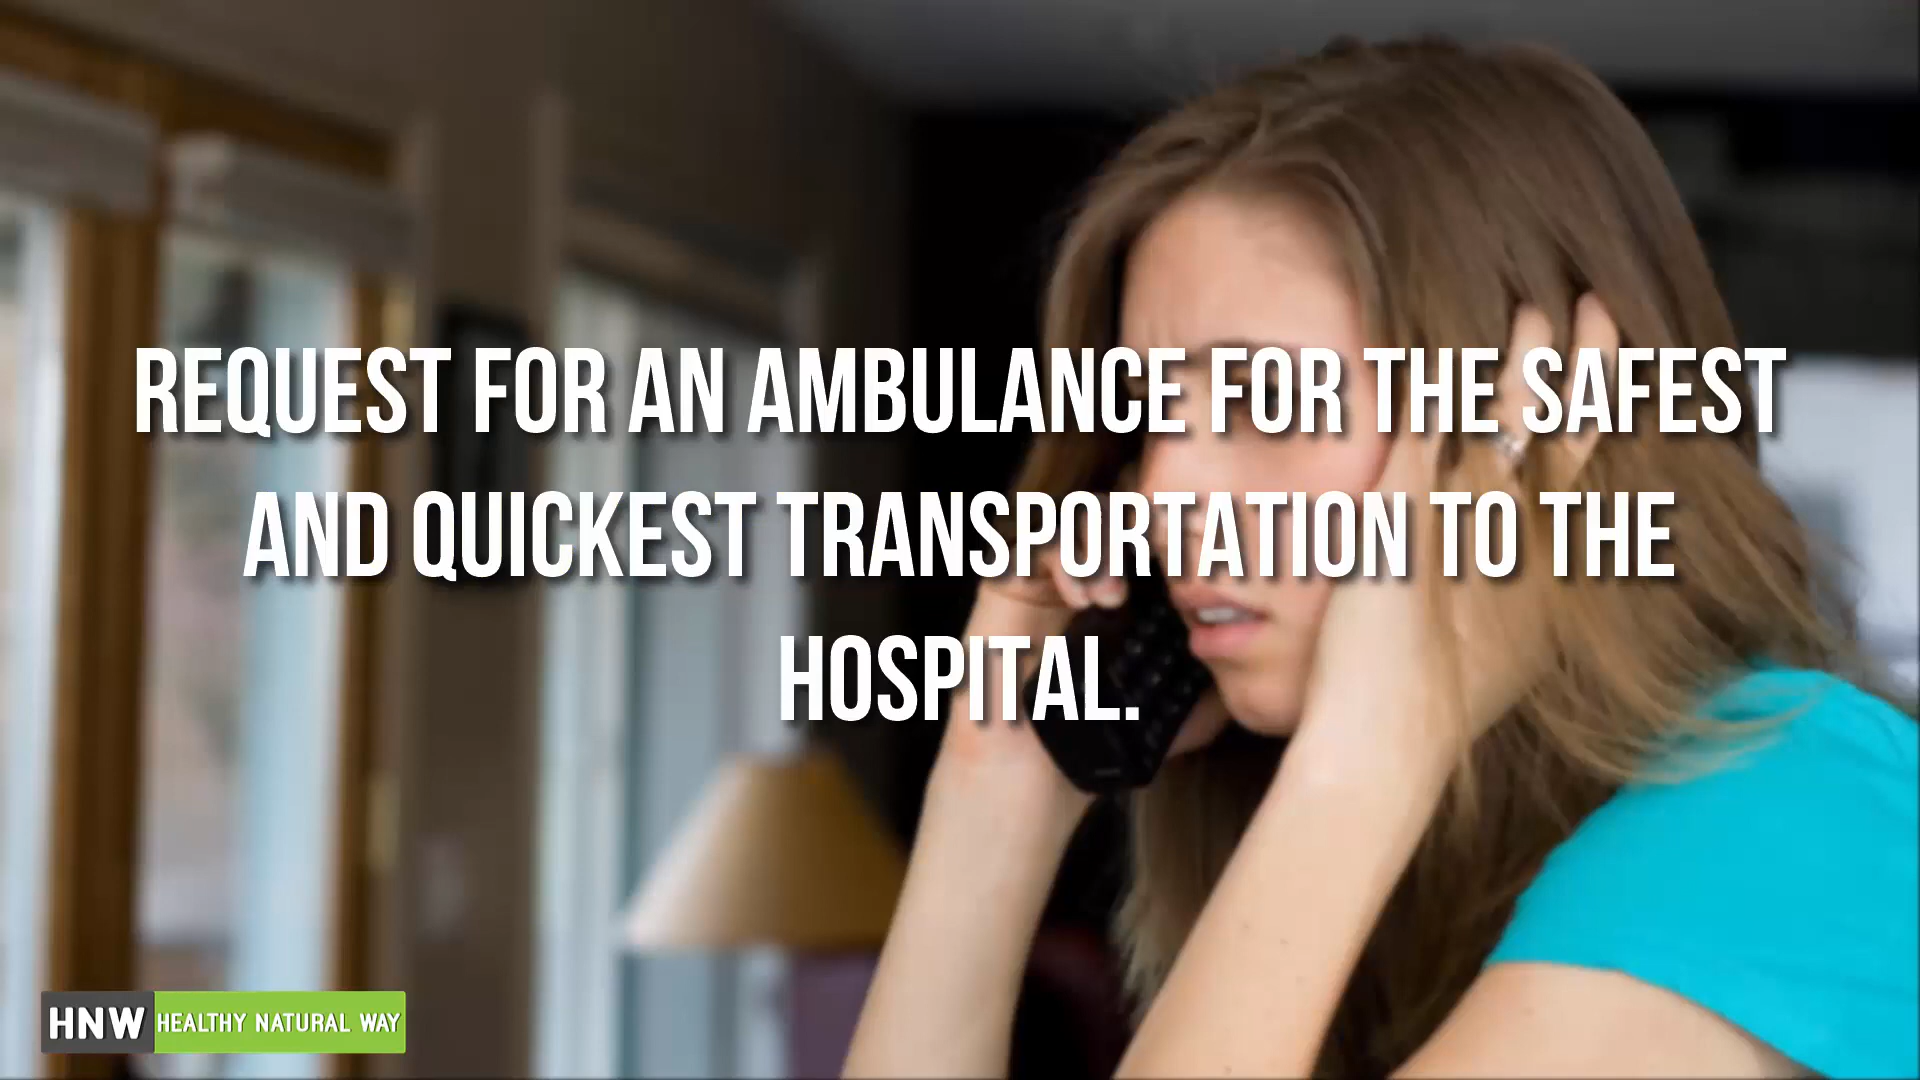 REQUEST FOR AN AMBULANCE FOR THE SAFEST
AND QUICKEST TRANSPORTATION TO THE
HOSPITAL.
HNW HEALTHY NATURAL WAY